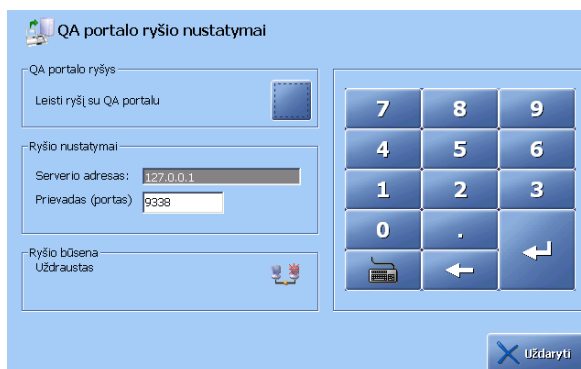 QA portalo ryšio nustatymai
QA portalo ryšys
Leisti ryšį su QA portalu
Ryšio nustatymai
Serverio adresas: 127.0.0.1
Prievadas (portas) 9338
Ryšio būsena
Uždraustas
7 8 9
4 5 6
1 2 3
0 .
Uždaryti